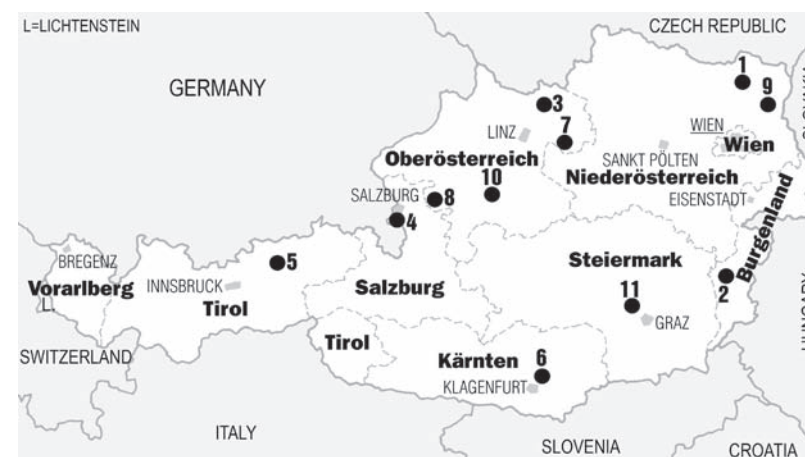 L=LICHTENSTEIN
CZECH REPUBLIC
GERMANY
1
9
3
LINZ
7
WIEN
Wien
Oberösterreich
SANKT PÖLTEN
Niederösterreich
10
SALZBURG
8
EISENSTADT
4
Burgenland
BREGENZ
5
Steiermark
Vorarlberg
INNSBRUCK
Salzburg
2
L.
Tirol
11
GRAZ
Tirol
SWITZERLAND
Kärnten
6
KLAGENFURT
ITALY
SLOVENIA
CROATIA